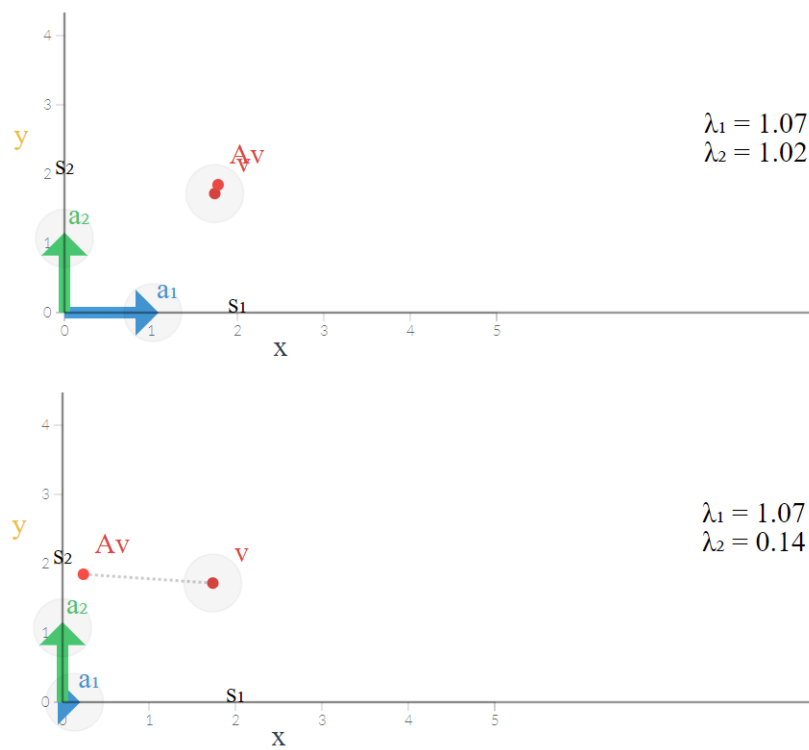 4
3
y
λ₁ = 1.07
λ₂ = 1.02
Av
v
s₂
2
a₂
1
a₁
s₁
0
0 1 2 3 4 5
x
4
3
y
λ₁ = 1.07
λ₂ = 0.14
Av
v
s₂
2
a₂
1
a₁
s₁
0
0 1 2 3 4 5
x